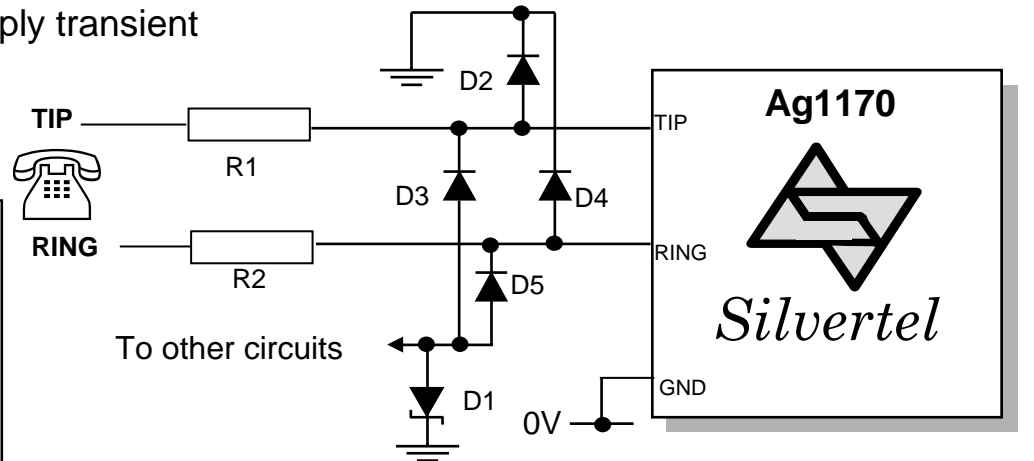 ply transient
D2
Ag1170
TIP
TIP
R1
D3
D4
RING
RING
R2
D5
Silvertel
To other circuits
D1
GND
0V